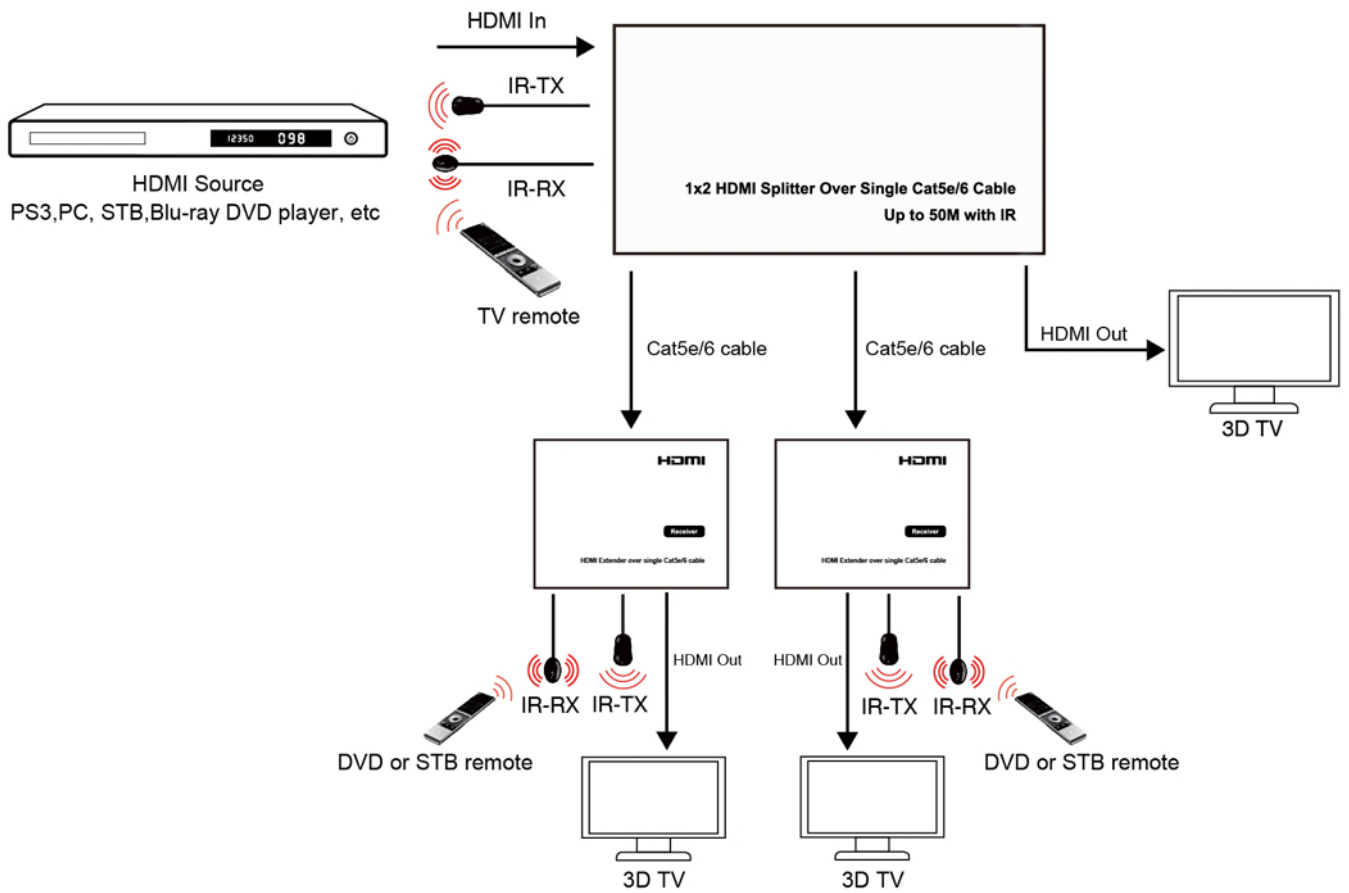 HDMI In
IR-TX
12350 098
HDMI Source
PS3,PC, STB,Blu-ray DVD player, etc
IR-RX
TV remote
1x2 HDMI Splitter Over Single Cat5e/6 Cable
Up to 50M with IR
Cat5e/6 cable
Cat5e/6 cable
HDMI Out
3D TV
HDMI
Receiver
HDMI Extender over single Cat5e/6 cable
HDMI
Receiver
HDMI Extender over single Cat5e/6 cable
IR-RX
IR-TX
HDMI Out
HDMI Out
IR-TX
IR-RX
DVD or STB remote
DVD or STB remote
3D TV
3D TV